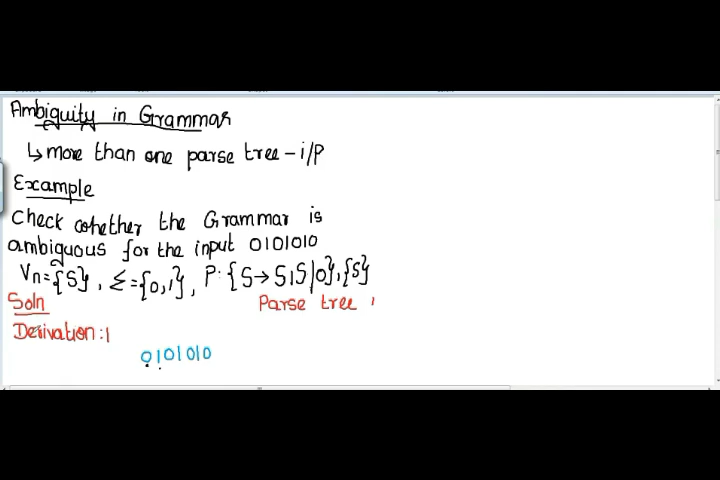 Ambiguity in Grammar
↳ more than one parse tree - i/p
Example
Check whether the Grammar is
ambiguous for the input 0101010
Vn = {S}, Σ = {0,1}, P: {S → S1S | 0}, {S}
Soln
Parse tree 1
Derivation: 1
0101010